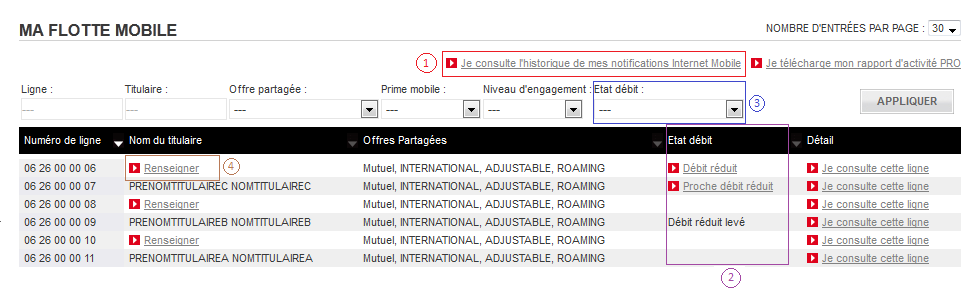 MA FLOTTE MOBILE NOMBRE D'ENTRÉES PAR PAGE : 30
1 Je consulte l'historique de mes notifications Internet Mobile Je télécharge mon rapport d'activité PRO
Ligne : Titulaire : Offre partagée : Prime mobile : Niveau d'engagement : Etat débit :
--- --- --- --- --- --- 3 APPLIQUER
Numéro de ligne Nom du titulaire Offres Partagées Etat débit Détail
06 26 00 00 06 Renseigner 4 Mutuel, INTERNATIONAL, ADJUSTABLE, ROAMING Débit réduit Je consulte cette ligne
06 26 00 00 07 PRENOMTITULAIREC NOMTITULAIREC Mutuel, INTERNATIONAL, ADJUSTABLE, ROAMING Proche débit réduit Je consulte cette ligne
06 26 00 00 08 Renseigner Mutuel, INTERNATIONAL, ADJUSTABLE, ROAMING Je consulte cette ligne
06 26 00 00 09 PRENOMTITULAIREB NOMTITULAIREB Mutuel, INTERNATIONAL, ADJUSTABLE, ROAMING Débit réduit levé Je consulte cette ligne
06 26 00 00 10 Renseigner Mutuel, INTERNATIONAL, ADJUSTABLE, ROAMING Je consulte cette ligne
06 26 00 00 11 PRENOMTITULAIREA NOMTITULAIREA Mutuel, INTERNATIONAL, ADJUSTABLE, ROAMING Je consulte cette ligne
2